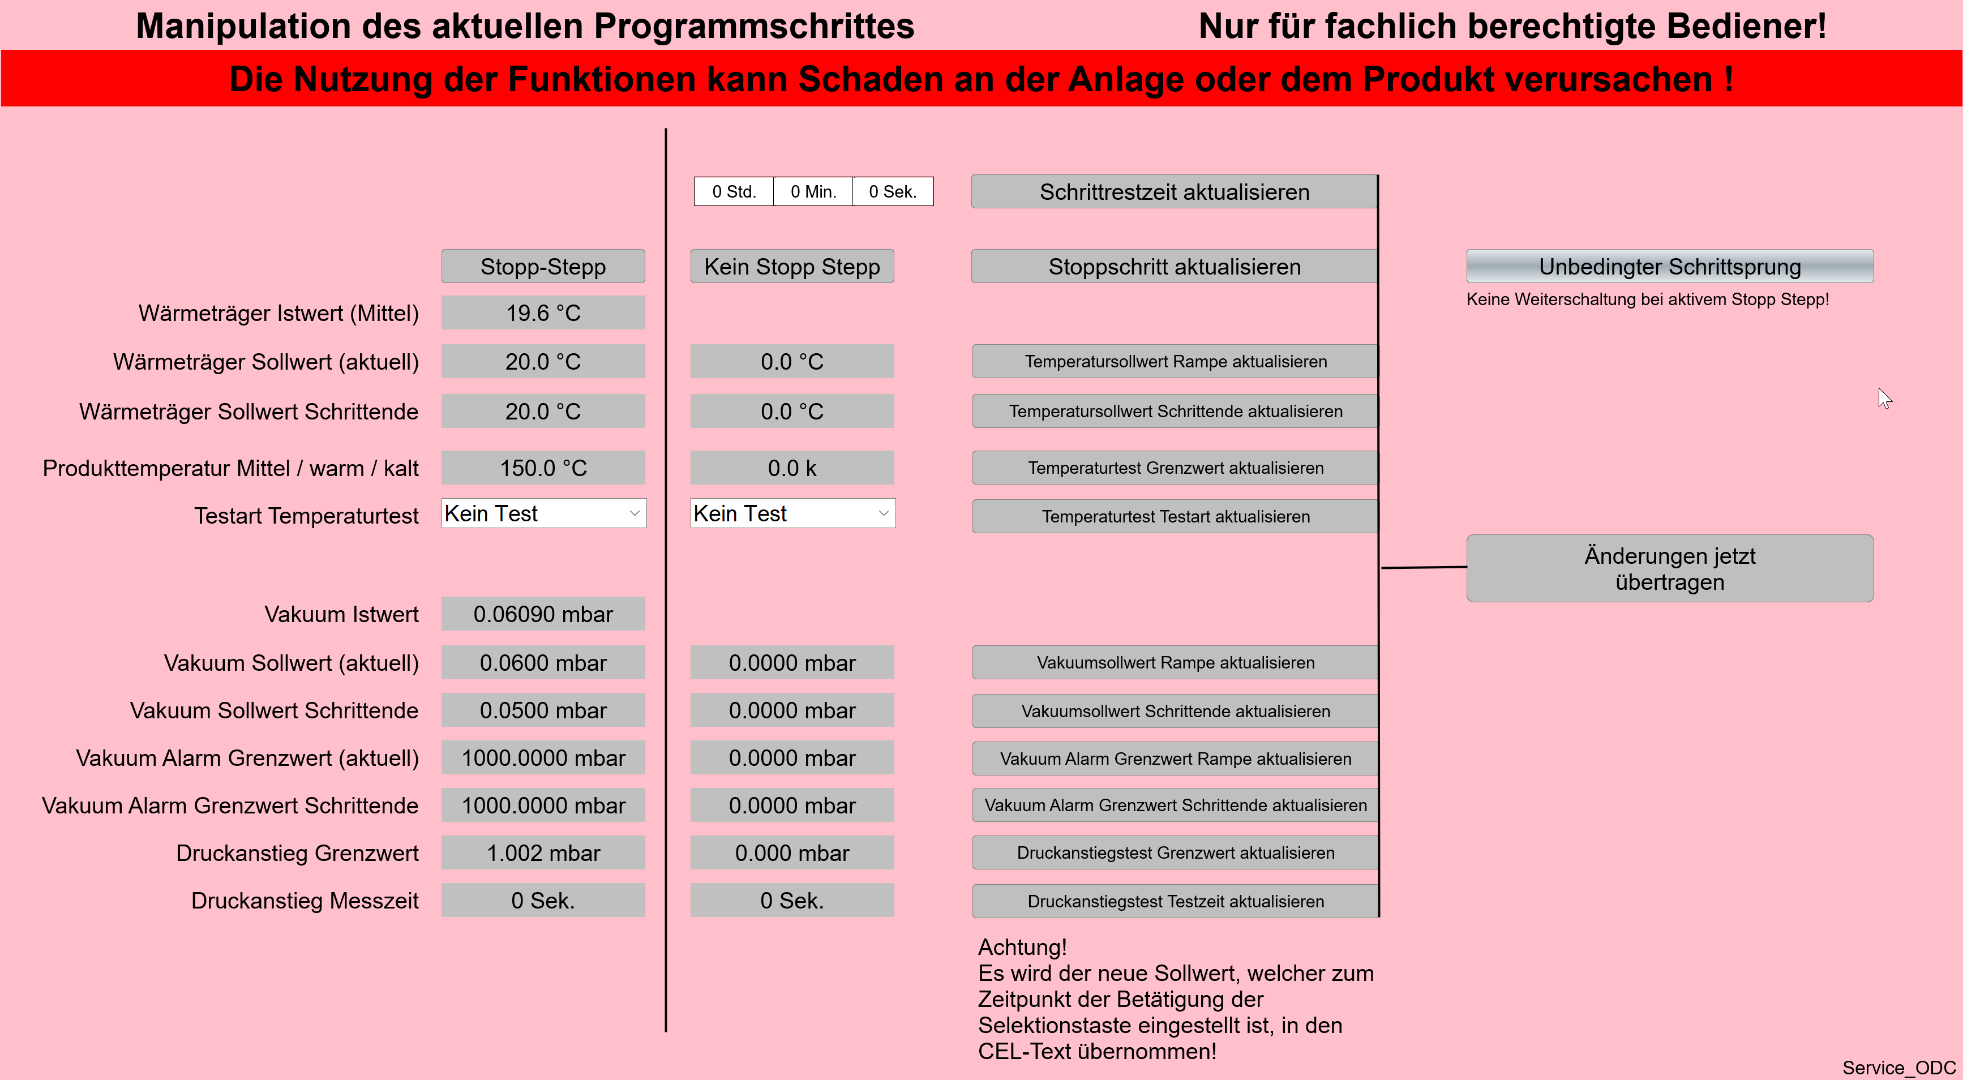 Manipulation des aktuellen Programmschrittes
Nur für fachlich berechtigte Bediener!
Die Nutzung der Funktionen kann Schaden an der Anlage oder dem Produkt verursachen !
0 Std. 0 Min. 0 Sek. Schrittrestzeit aktualisieren
Stopp-Stepp Kein Stopp Stepp Stoppschritt aktualisieren Unbedingter Schrittsprung
Keine Weiterschaltung bei aktivem Stopp Stepp!
Wärmeträger Istwert (Mittel) 19.6 °C
Wärmeträger Sollwert (aktuell) 20.0 °C 0.0 °C Temperatursollwert Rampe aktualisieren
Wärmeträger Sollwert Schrittende 20.0 °C 0.0 °C Temperatursollwert Schrittende aktualisieren
Produkttemperatur Mittel / warm / kalt 150.0 °C 0.0 k Temperaturtest Grenzwert aktualisieren
Testart Temperaturtest Kein Test Kein Test Temperaturtest Testart aktualisieren
Änderungen jetzt
übertragen
Vakuum Istwert 0.06090 mbar
Vakuum Sollwert (aktuell) 0.0600 mbar 0.0000 mbar Vakuumsollwert Rampe aktualisieren
Vakuum Sollwert Schrittende 0.0500 mbar 0.0000 mbar Vakuumsollwert Schrittende aktualisieren
Vakuum Alarm Grenzwert (aktuell) 1000.0000 mbar 0.0000 mbar Vakuum Alarm Grenzwert Rampe aktualisieren
Vakuum Alarm Grenzwert Schrittende 1000.0000 mbar 0.0000 mbar Vakuum Alarm Grenzwert Schrittende aktualisieren
Druckanstieg Grenzwert 1.002 mbar 0.000 mbar Druckanstiegstest Grenzwert aktualisieren
Druckanstieg Messzeit 0 Sek. 0 Sek. Druckanstiegstest Testzeit aktualisieren
Achtung!
Es wird der neue Sollwert, welcher zum
Zeitpunkt der Betätigung der
Selektionstaste eingestellt ist, in den
CEL-Text übernommen!
Service_ODC